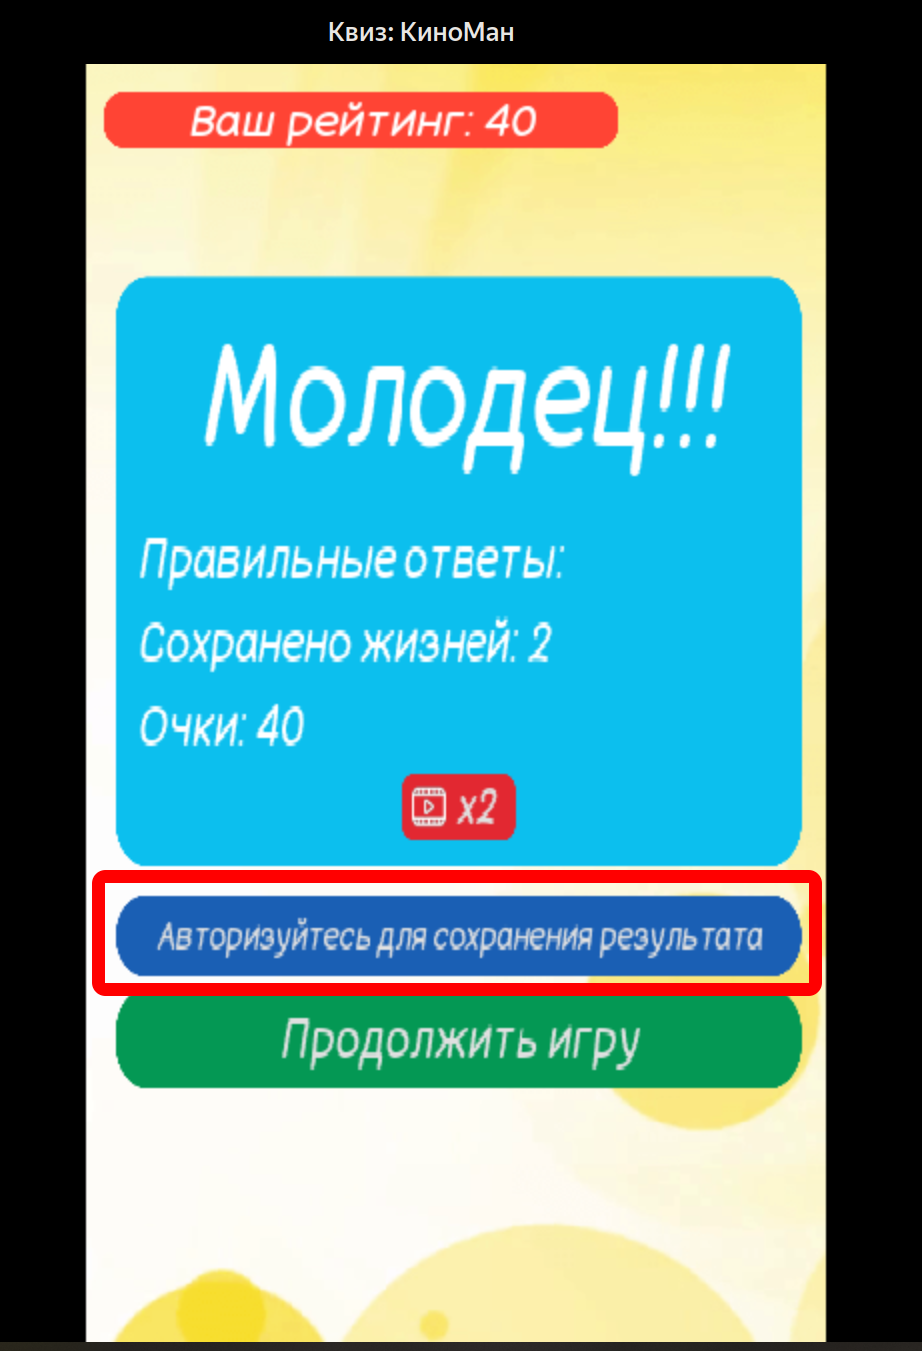 Квиз: КиноМан
Ваш рейтинг: 40
Молодец!!!
Правильные ответы:
Сохранено жизней: 2
Очки: 40
x2
Авторизуйтесь для сохранения результата
Продолжить игру